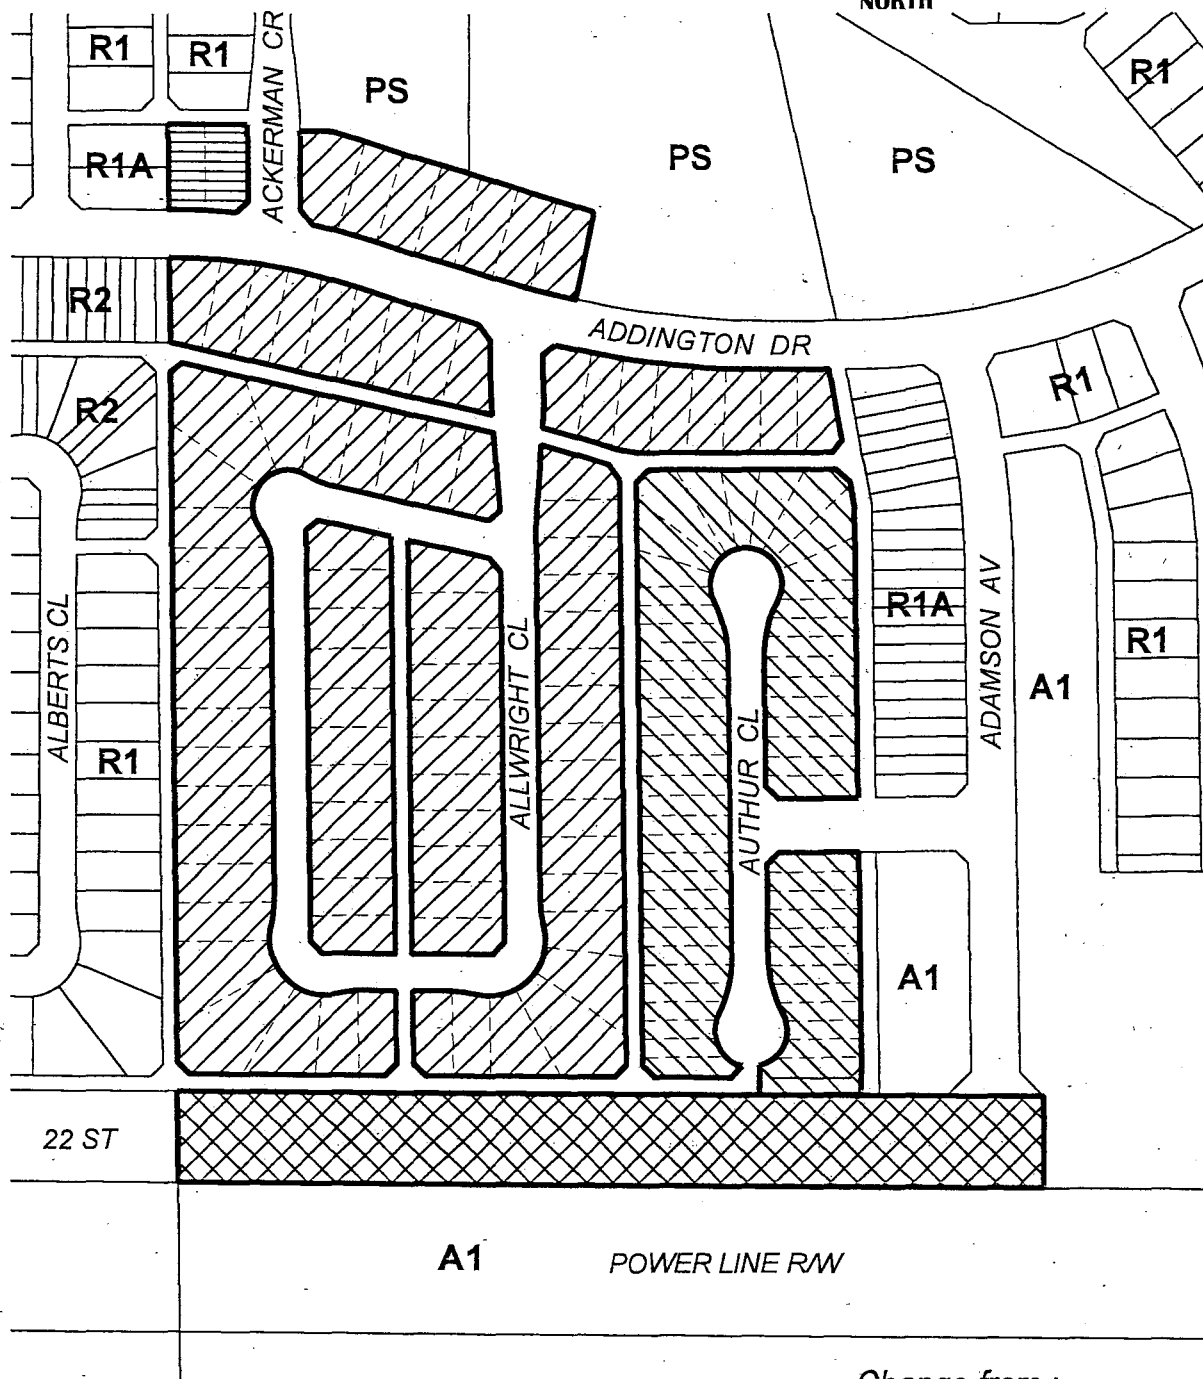 NORTH
R1
R1
ACKERMAN CR
PS
R1
PS
PS
R1A
R2
ADDINGTON DR
R1
R2
ALBERTS CL
R1
ALLWRIGHT CL
AUTHUR CL
R1A
ADAMSON AV
A1
R1
A1
22 ST
A1
POWER LINE R/W
Change from :